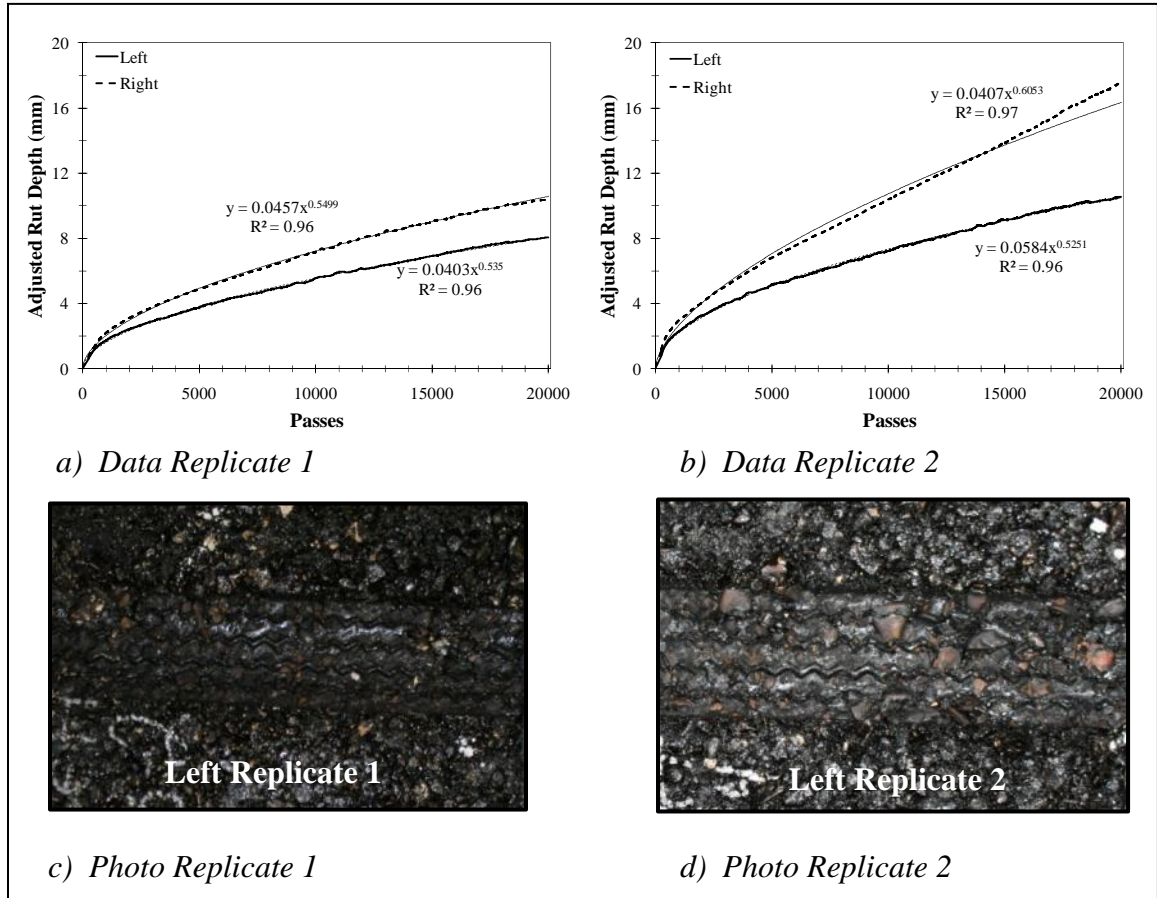 20
16
12
8
4
0
Adjusted Rut Depth (mm)
Left
Right
y = 0.0457x^0.5499
R² = 0.96
y = 0.0403x^0.535
R² = 0.96
0 5000 10000 15000 20000
Passes
a) Data Replicate 1
20
16
12
8
4
0
Adjusted Rut Depth (mm)
Left
Right
y = 0.0407x^0.6053
R² = 0.97
y = 0.0584x^0.5251
R² = 0.96
0 5000 10000 15000 20000
Passes
b) Data Replicate 2
Left Replicate 1
c) Photo Replicate 1
Left Replicate 2
d) Photo Replicate 2